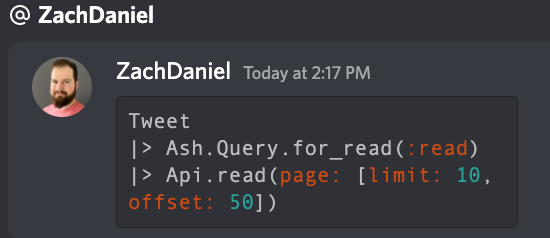 @ ZachDaniel
ZachDaniel Today at 2:17 PM
Tweet
|> Ash.Query.for_read(:read)
|> Api.read(page: [limit: 10,
offset: 50])